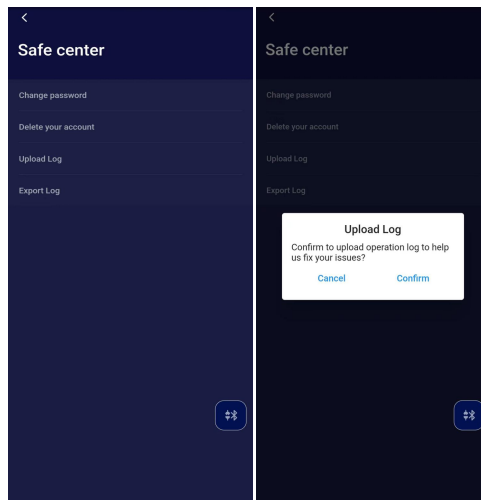 Safe center
Change password
Delete your account
Upload Log
Export Log
Safe center
Change password
Delete your account
Upload Log
Export Log
Upload Log
Confirm to upload operation log to help
us fix your issues?
Cancel
Confirm